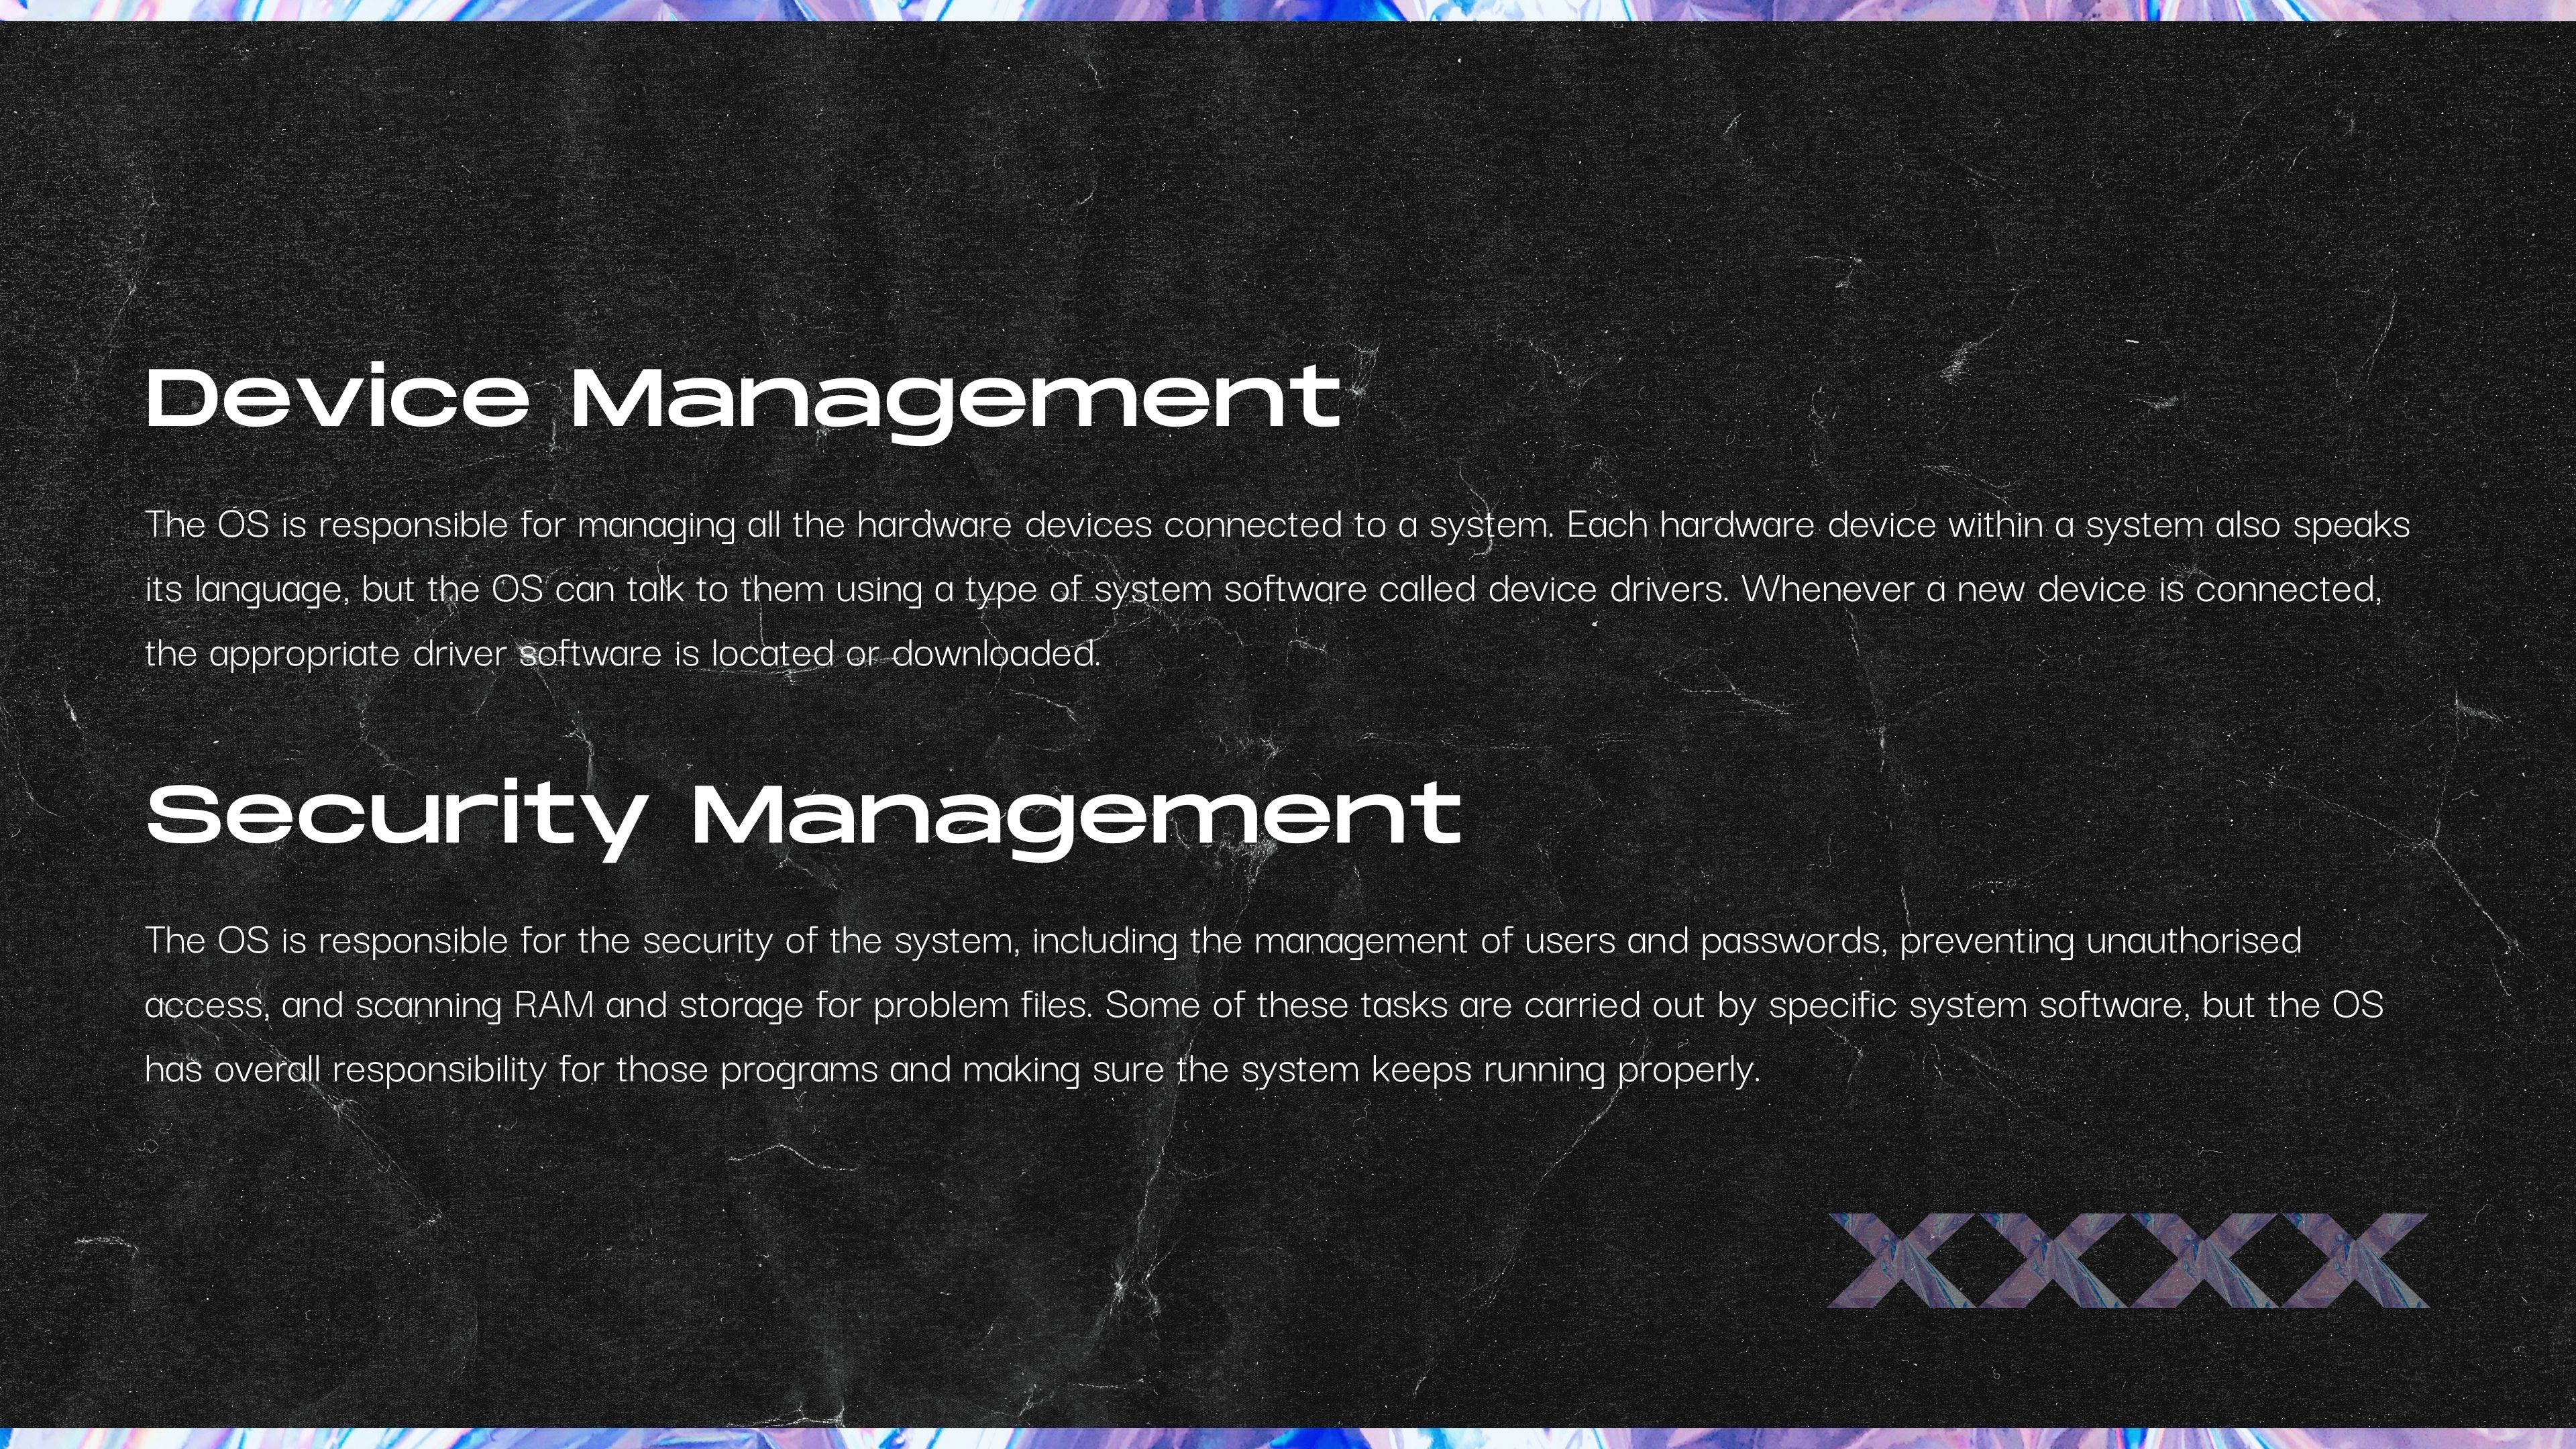 Device Management
The OS is responsible for managing all the hardware devices connected to a system. Each hardware device within a system also speaks
its language, but the OS can talk to them using a type of system software called device drivers. Whenever a new device is connected,
the appropriate driver software is located or downloaded.
Security Management
The OS is responsible for the security of the system, including the management of users and passwords, preventing unauthorised
access, and scanning RAM and storage for problem files. Some of these tasks are carried out by specific system software, but the OS
has overall responsibility for those programs and making sure the system keeps running properly.
XXXX